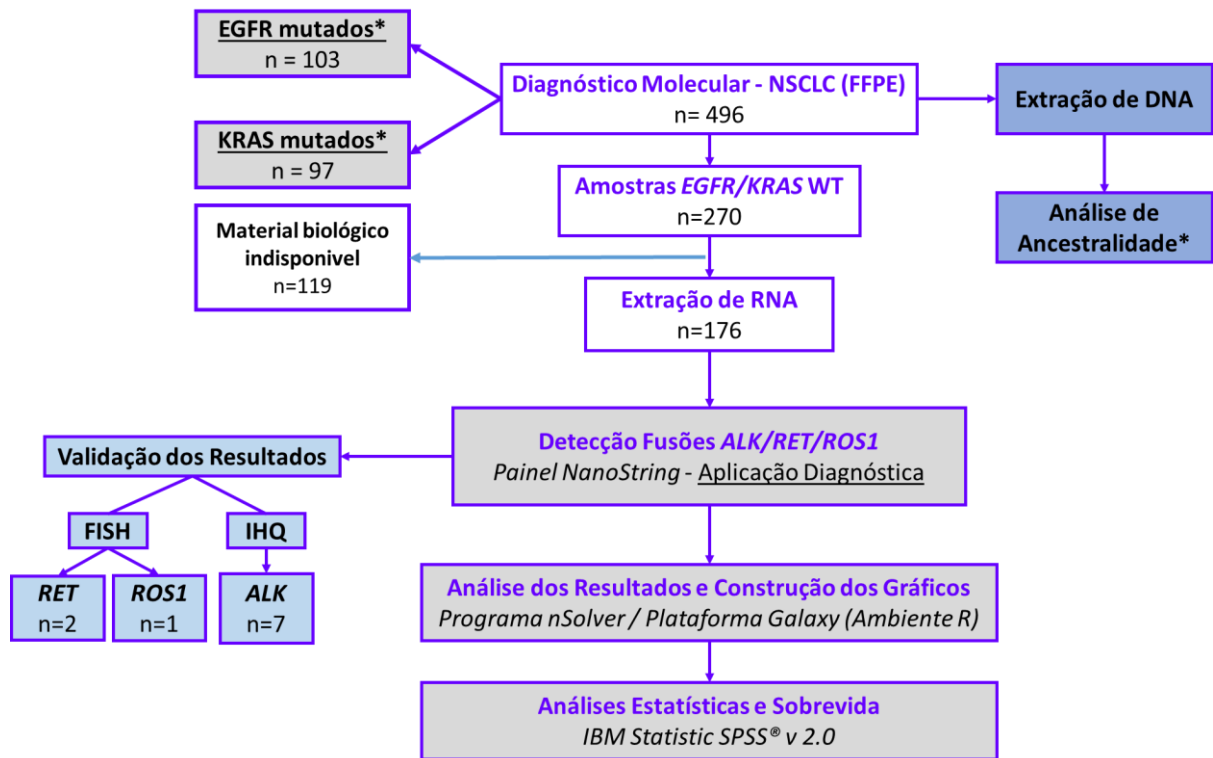 EGFR mutados*
n = 103
Diagnóstico Molecular - NSCLC (FFPE)
n= 496
Extração de DNA
KRAS mutados*
n = 97
Amostras EGFR/KRAS WT
n=270
Análise de
Ancestralidade*
Material biológico
indisponivel
n=119
Extração de RNA
n=176
Detecção Fusões ALK/RET/ROS1
Painel NanoString - Aplicação Diagnóstica
Validação dos Resultados
FISH
IHQ
RET
n=2
ROS1
n=1
ALK
n=7
Análise dos Resultados e Construção dos Gráficos
Programa nSolver / Plataforma Galaxy (Ambiente R)
Análises Estatísticas e Sobrevida
IBM Statistic SPSS® v 2.0